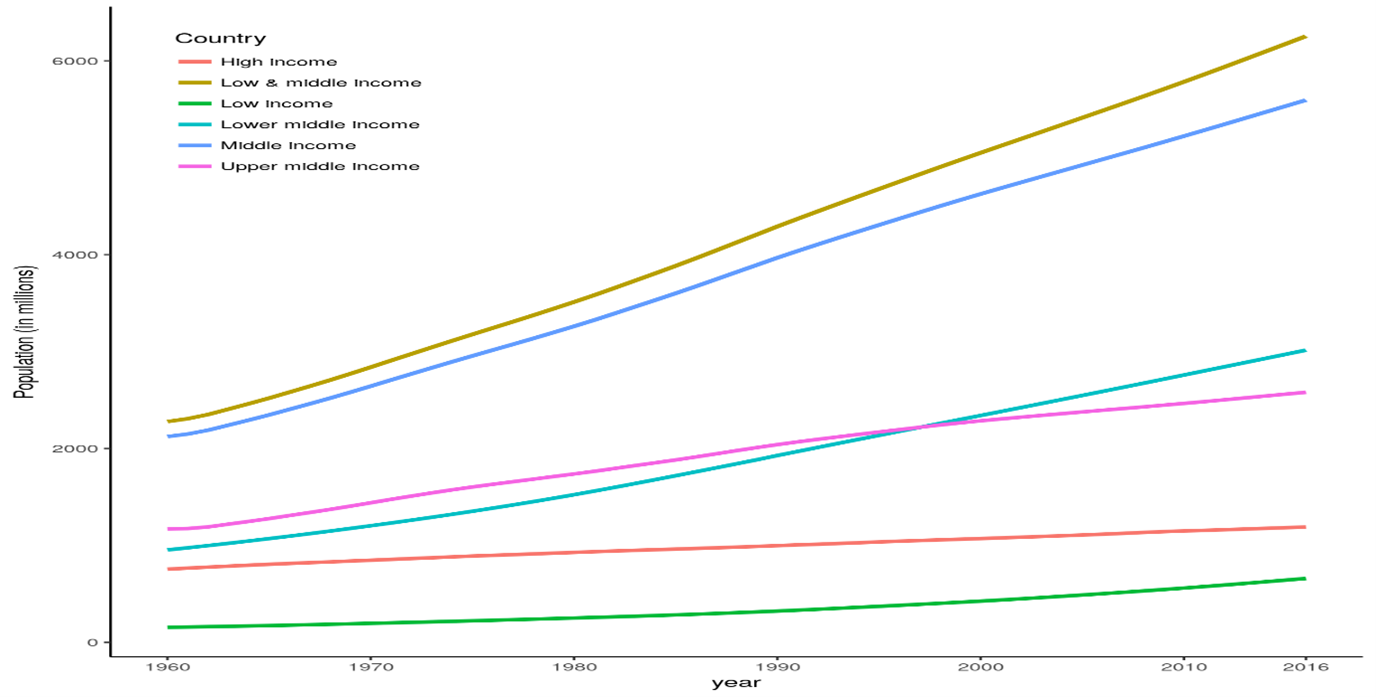 Country
High Income
Low & middle Income
Low Income
Lower middle Income
Middle Income
Upper middle Income
6000
4000
2000
0
Population (in millions)
1960 1970 1980 1990 2000 2010 2016
year